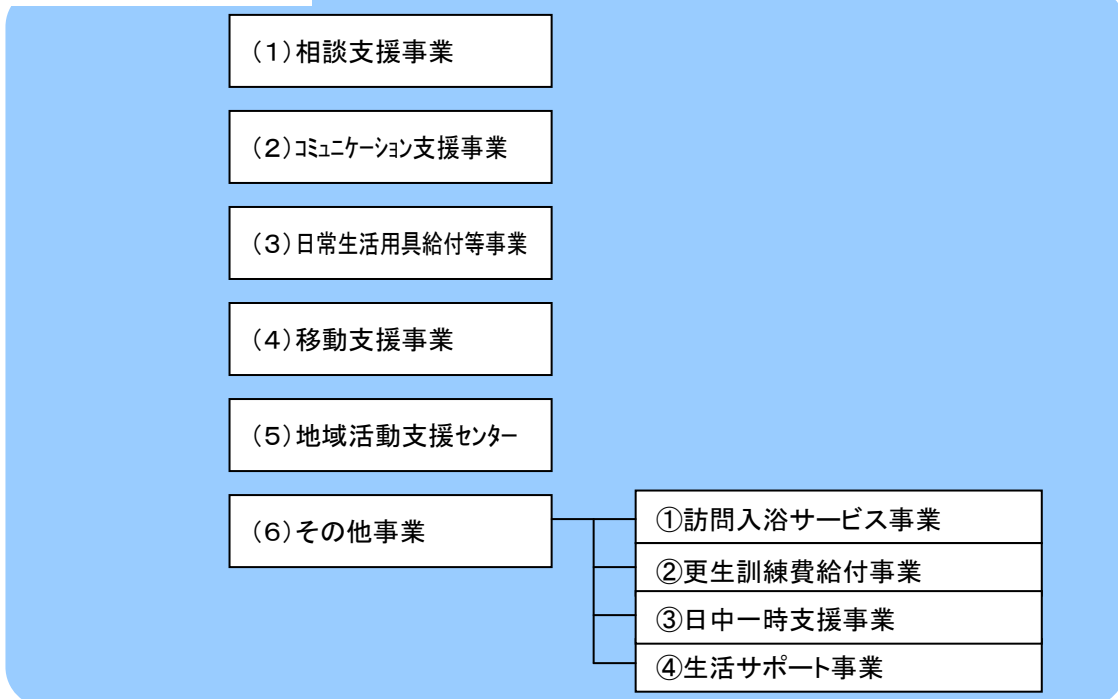 (1)相談支援事業
(2)ｺﾐｭﾆｹｰｼｮﾝ支援事業
(3)日常生活用具給付等事業
(4)移動支援事業
(5)地域活動支援ｾﾝﾀｰ
(6)その他事業
①訪問入浴サービス事業
②更生訓練費給付事業
③日中一時支援事業
④生活サポート事業